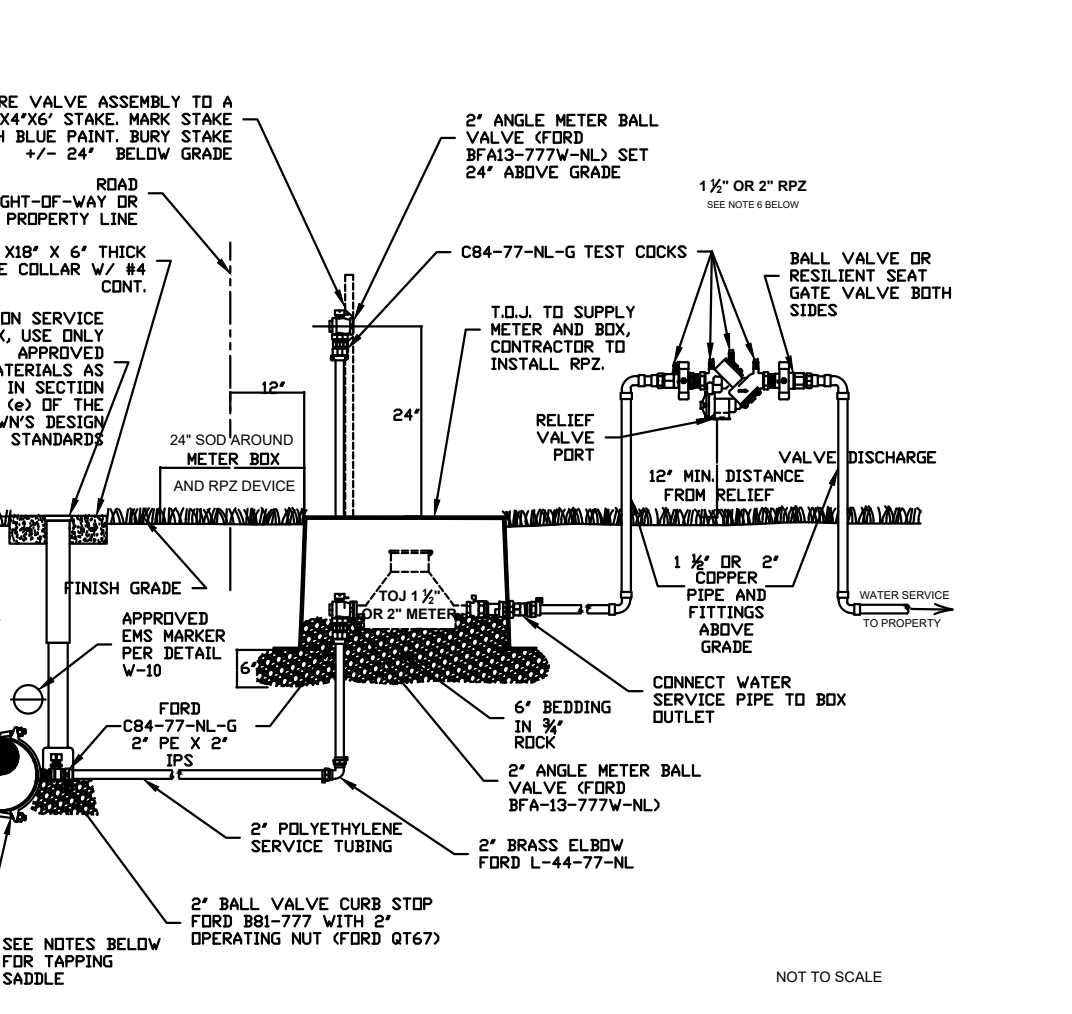 RE VALVE ASSEMBLY TO A
X4"X6' STAKE. MARK STAKE
H BLUE PAINT. BURY STAKE
+/- 24" BELOW GRADE
2" ANGLE METER BALL
VALVE (FORD
BFA13-777W-NL) SET
24" ABOVE GRADE
ROAD
GHT-OF-WAY OR
PROPERTY LINE
1 ½" OR 2" RPZ
SEE NOTE 6 BELOW
X18" X 6" THICK
E COLLAR W/ #4
CONT.
C84-77-NL-G TEST COCKS
BALL VALVE OR
RESILIENT SEAT
GATE VALVE BOTH
SIDES
ON SERVICE
X, USE ONLY
APPROVED
ATERIALS AS
IN SECTION
(e) OF THE
WN'S DESIGN
STANDARDS
T.O.J. TO SUPPLY
METER AND BOX,
CONTRACTOR TO
INSTALL RPZ.
12"
24"
24" SOD AROUND
METER BOX
AND RPZ DEVICE
RELIEF
VALVE
PORT
12" MIN. DISTANCE
FROM RELIEF
VALVE DISCHARGE
FINISH GRADE
TOJ 1 ½"
OR 2" METER
1 ½" OR 2"
COPPER
PIPE AND
FITTINGS
ABOVE
GRADE
WATER SERVICE
TO PROPERTY
APPROVED
EMS MARKER
PER DETAIL
W-10
6"
CONNECT WATER
SERVICE PIPE TO BOX
OUTLET
FORD
C84-77-NL-G
2" PE X 2"
IPS
6" BEDDING
IN ¾"
ROCK
2" ANGLE METER BALL
VALVE (FORD
BFA-13-777W-NL)
2" POLYETHYLENE
SERVICE TUBING
2" BRASS ELBOW
FORD L-44-77-NL
2" BALL VALVE CURB STOP
FORD B81-777 WITH 2"
OPERATING NUT (FORD QT67)
SEE NOTES BELOW
FOR TAPPING
SADDLE
NOT TO SCALE